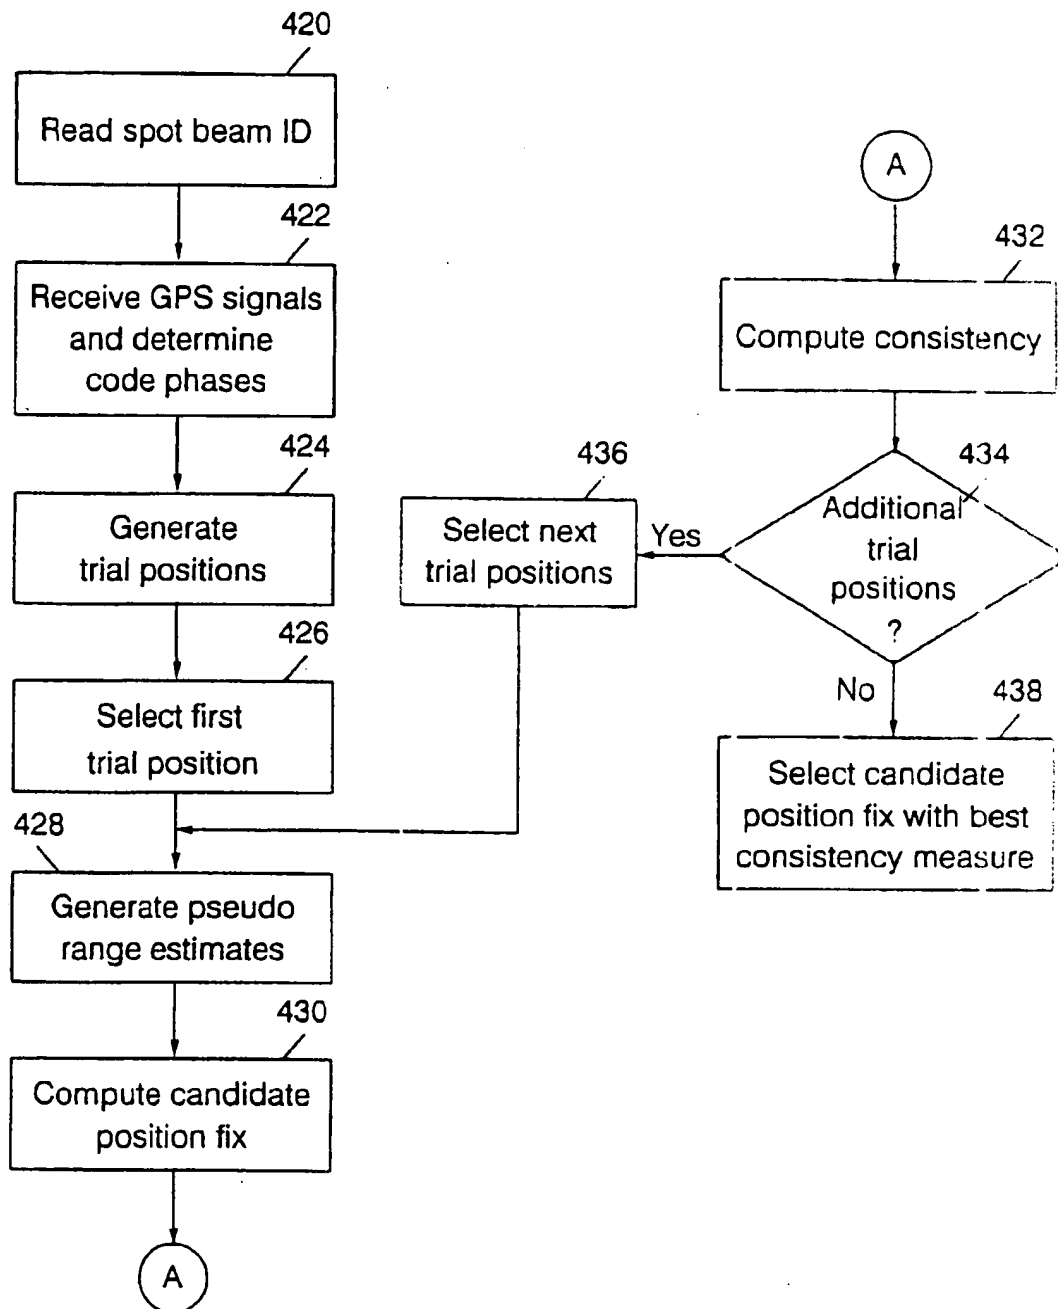 420
Read spot beam ID
422
Receive GPS signals
and determine
code phases
424
Generate
trial positions
426
Select first
trial position
428
Generate pseudo
range estimates
430
Compute candidate
position fix
A
A
432
Compute consistency
434
Additional
trial
positions
?
Yes
436
Select next
trial positions
No
438
Select candidate
position fix with best
consistency measure